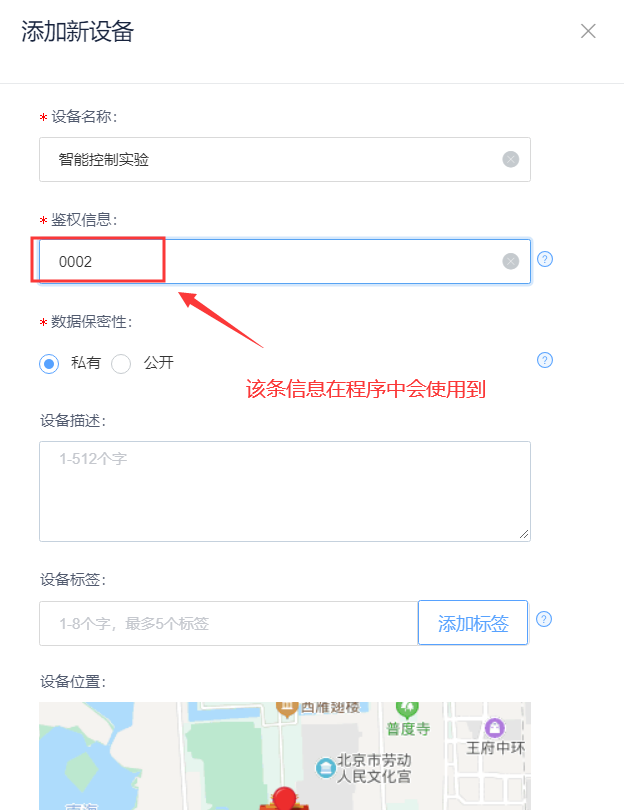 添加新设备
* 设备名称:
智能控制实验
* 鉴权信息:
0002
* 数据保密性:
私有 公开
该条信息在程序中会使用到
设备描述:
1-512个字
设备标签:
1-8个字，最多5个标签 添加标签
设备位置:
西雁翅楼
普度寺
王府中环
北京市劳动
人民文化宫
南海